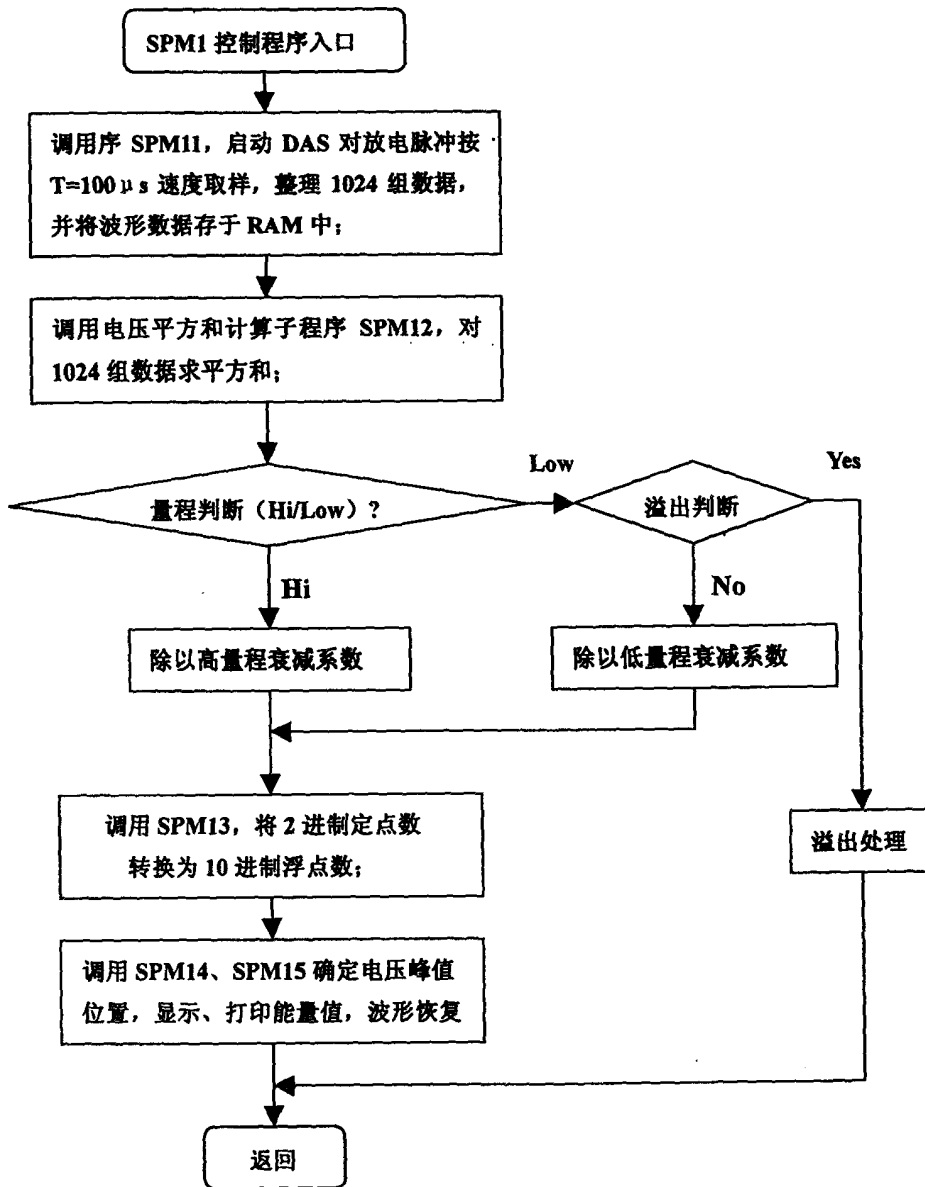 SPM1 控制程序入口
调用序 SPM11，启动 DAS 对放电脉冲按
T=100μs 速度取样，整理 1024 组数据，
并将波形数据存于 RAM 中；
调用电压平方和计算子程序 SPM12，对
1024 组数据求平方和；
量程判断（Hi/Low）？
Low
溢出判断
Yes
Hi
No
除以高量程衰减系数
除以低量程衰减系数
调用 SPM13，将 2 进制定点数
转换为 10 进制浮点数；
溢出处理
调用 SPM14、SPM15 确定电压峰值
位置，显示、打印能量值，波形恢复
返回